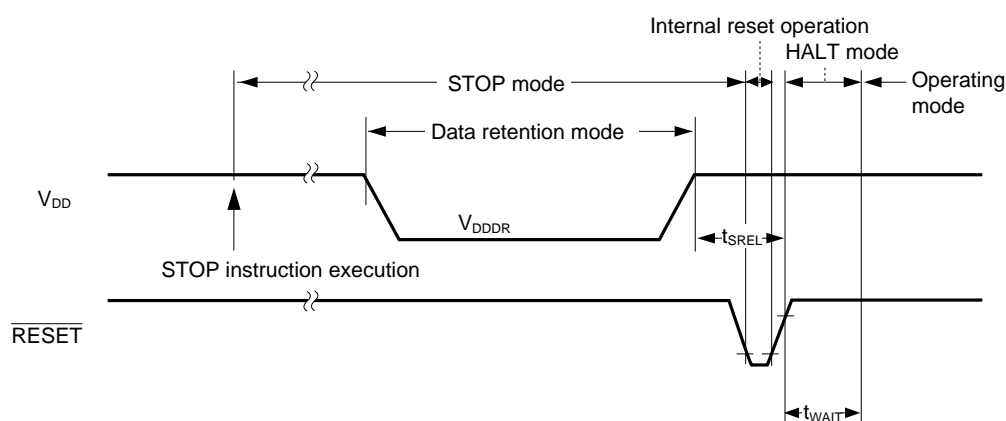 Internal reset operation
HALT mode
STOP mode
Operating
mode
Data retention mode
VDD
VDDDR
tSREL
STOP instruction execution
RESET
tWAIT